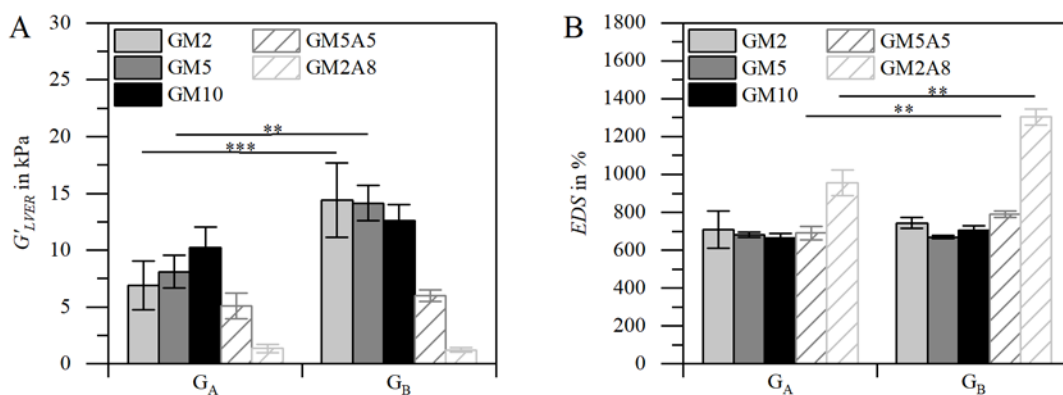 A
G'LVER in kPa
30
25
20
15
10
5
0
GM2
GM5
GM10
GM5A5
GM2A8
**
***
GA
GB
B
EDS in %
1800
1600
1400
1200
1000
800
600
400
200
0
GM2
GM5
GM10
GM5A5
GM2A8
**
**
GA
GB